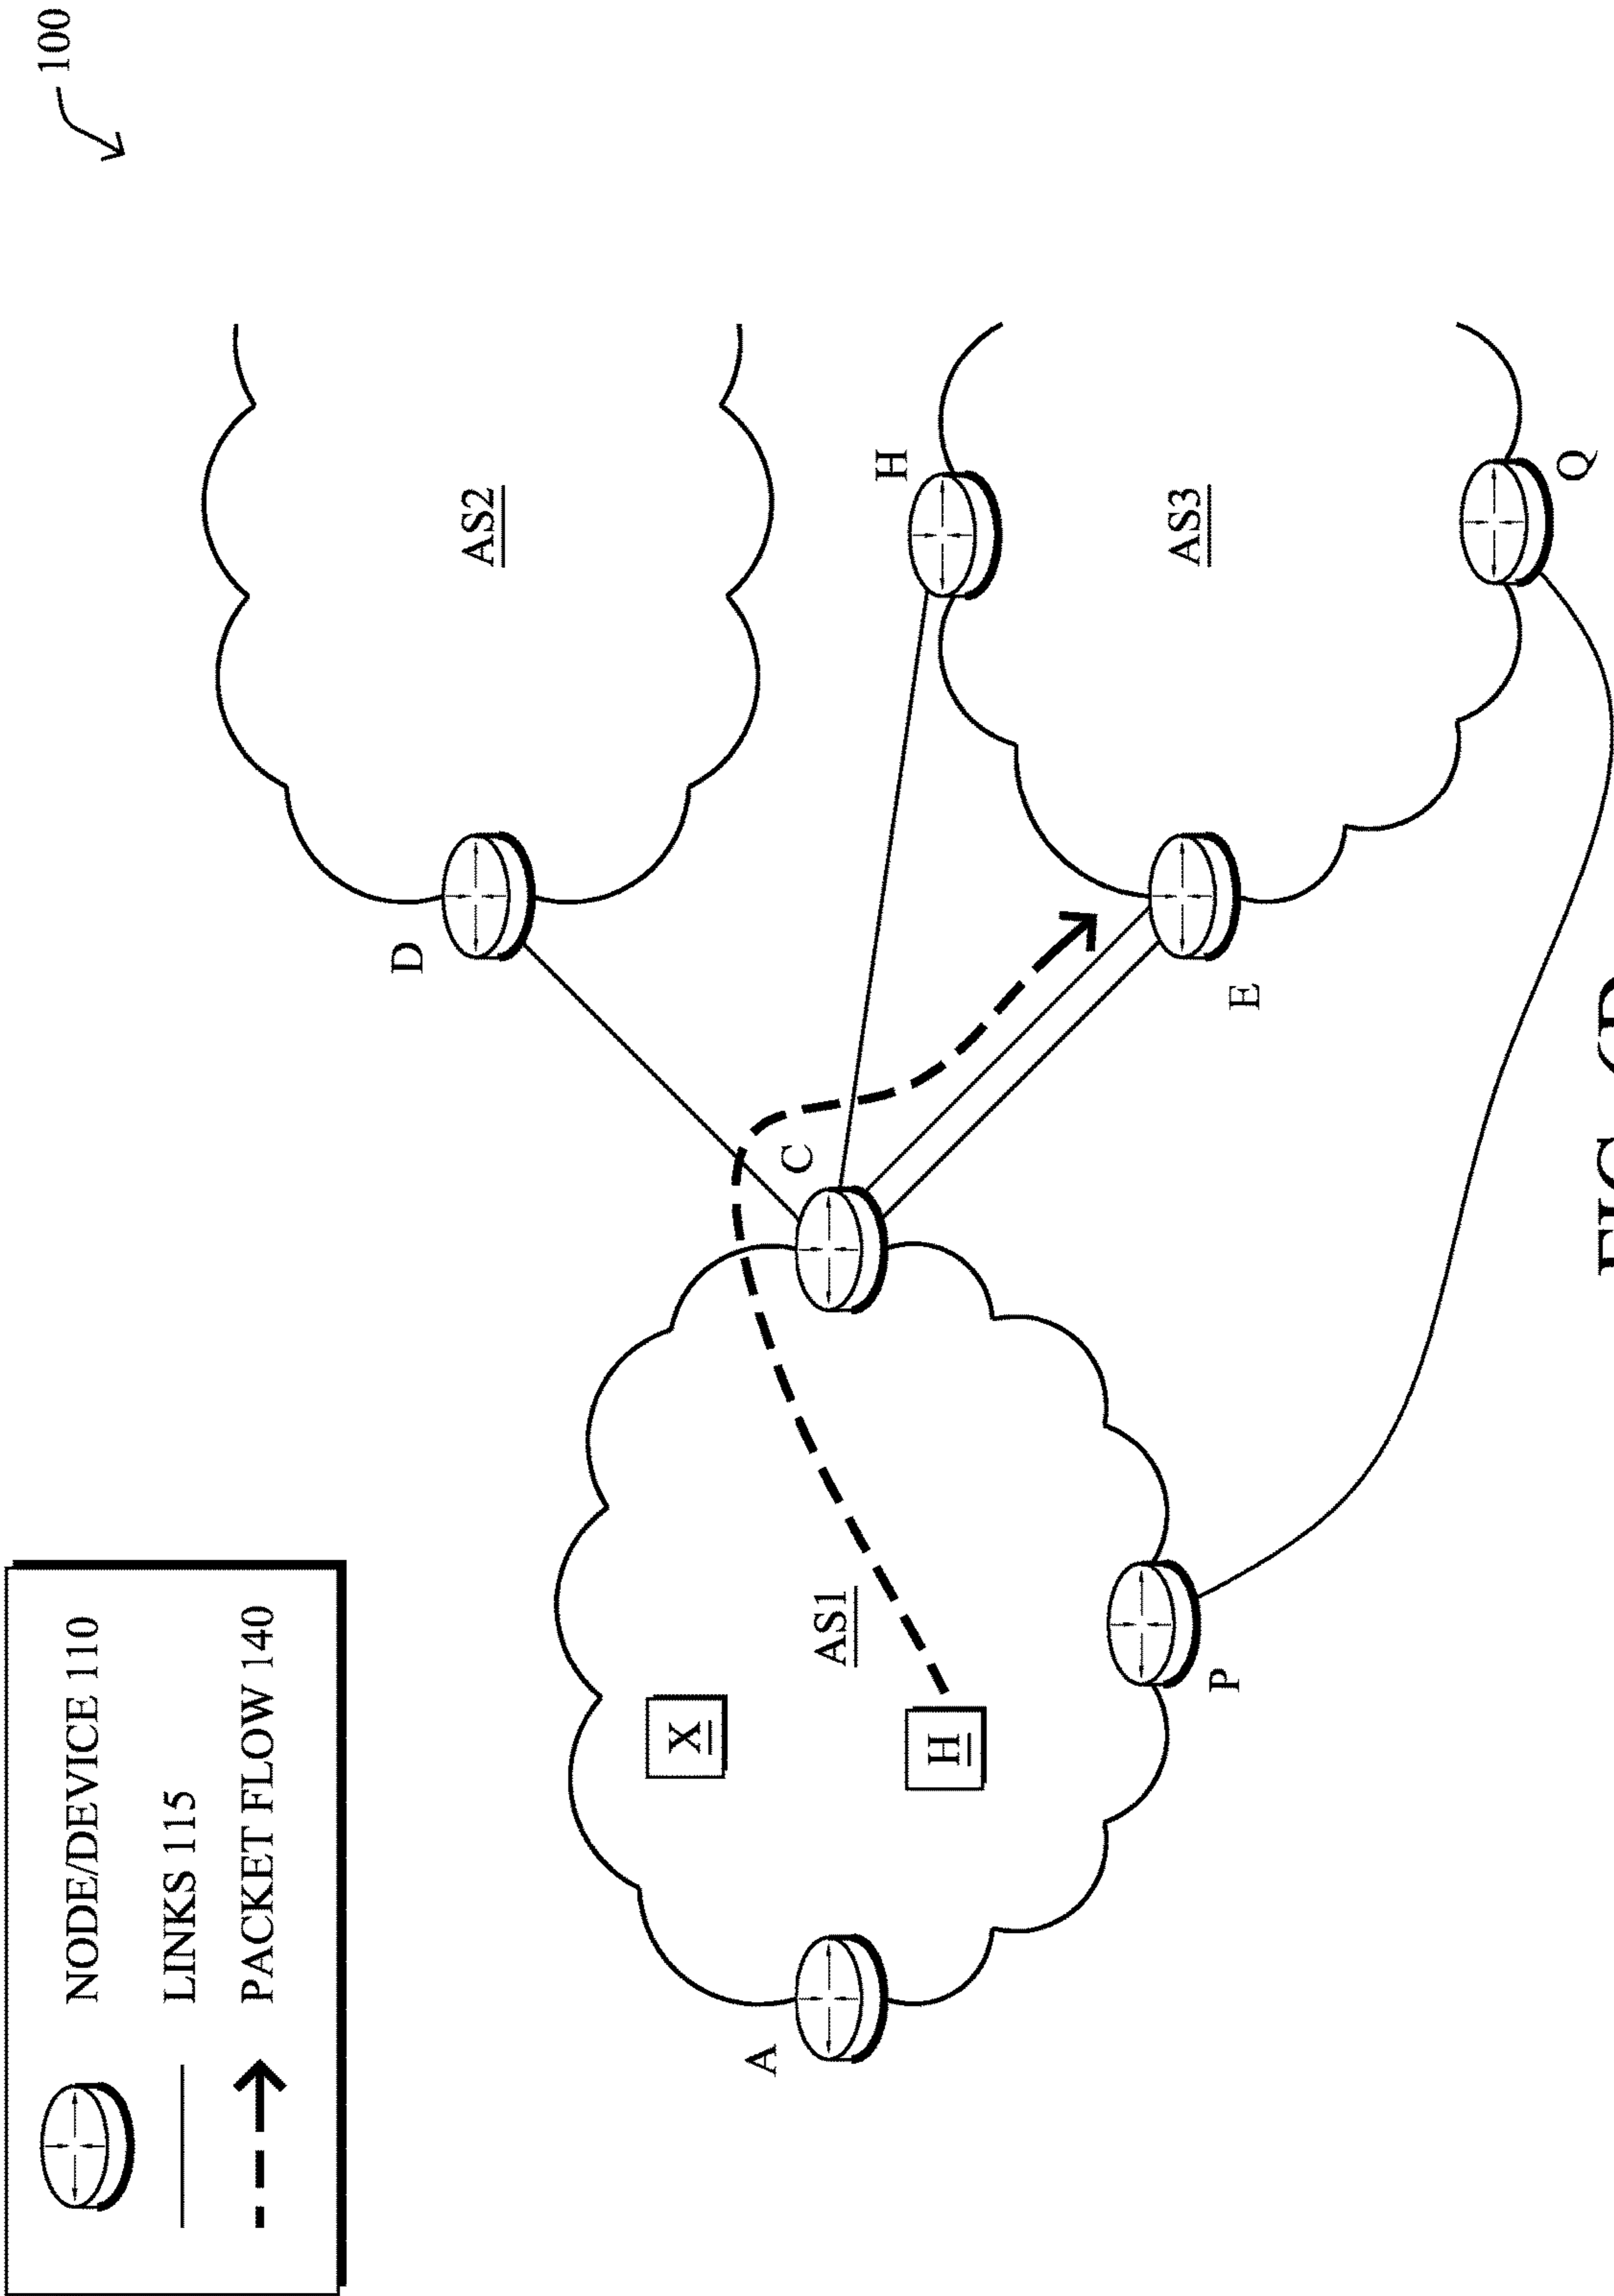 100
NODE/DEVICE 110
LINKS 115
PACKET FLOW 140
AS2
D
H
C
AS3
AS1
X
H
A
E
P
Q